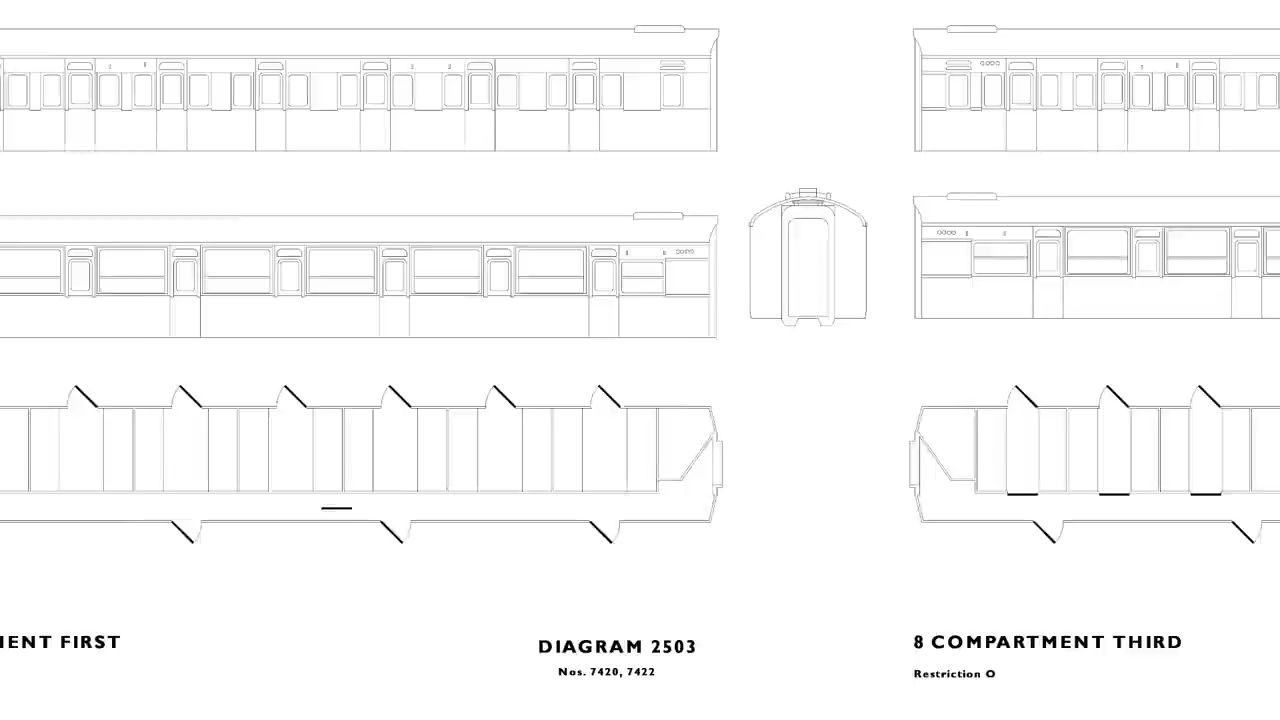 IENT FIRST
DIAGRAM 2503
Nos. 7420, 7422
8 COMPARTMENT THIRD
Restriction O